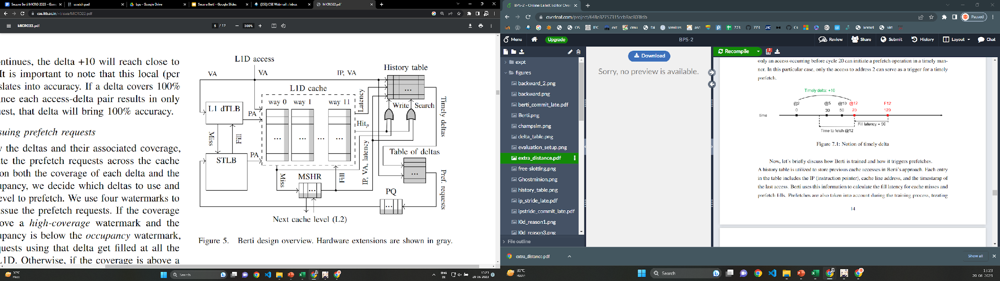 Secure Berti MICRO 2023 - Goog
scratch pad
bps - Google Drive
Secure Berti - Google Slides
(353) CSE Webmail :: Inbox
MICRO22.pdf
cse.iitb.ac.in/~biswa/MICRO22.pdf
MICRO22.pdf
5 / 17
300%
ontinues, the delta +10 will reach close to
It is important to note that this local (per
slates into accuracy. If a delta covers 100%
ince each access-delta pair results in only
uest, that delta will bring 100% accuracy.
suing prefetch requests
y the deltas and their associated coverage,
ate the prefetch requests across the cache
on both the coverage of each delta and the
upancy, we decide which deltas to use and
evel to prefetch. We use four watermarks to
issue the prefetch requests. If the coverage
ove a high-coverage watermark and the
upancy is below the occupancy watermark,
quests using that delta get filled at all the
L1D. Otherwise, if the coverage is above a
L1D access
VA
VA
IP, VA
History table
L1D cache
way 0
way 1
way 11
Latency
...
Write
Search
L1 dTLB
PA
Hitp
Timely deltas
Miss
Fill
...
...
...
...
IP, VA, latency
Table of deltas
STLB
PA
...
Miss
MSHR
Fill
...
PQ
...
Pref. requests
Next cache level (L2)
Figure 5. Berti design overview. Hardware extensions are shown in gray.
30°C
Haze
Search
ENG
IN
13:23
20-06-2023
BPS-2 - Online LaTeX Editor Over
overleaf.com/project/648e32757315ccb8ac803fdb
Paused
OS
IPC
ext
cmu
fai
services
asc
773
773
Cs
kernel
virt
Menu
Upgrade
BPS-2
Review
Share
Submit
History
Layout
Chat
expt
figures
backward_2.png
backward.png
berti_commit_late.pdf
Berti.png
champsim.png
delta_table.png
evaluation_setup.png
extra_distance.pdf
free-slotting.png
Ghostminion.png
history_table.png
ip_stride_late.pdf
ipstride_commit_late.pdf
l0d_reason1.png
l0d_reason3.png
File outline
Download
Sorry, no preview is available.
Recompile
2
only an access occurring before cycle 20 can initiate a prefetch operation in a timely man-
ner. In this particular case, only the access to address 2 can serve as a trigger for a timely
prefetch.
Timely delta: +10
@2
@5
@10
@12
F12
0
30
50
70
120
time
Fill latency = 50
Time to fetch @12
Figure 7.1: Notion of timely delta
Now, let's briefly discuss how Berti is trained and how it triggers prefetches.
A history table is utilized to store previous cache accesses in Berti's approach. Each entry
in the table includes the IP (instruction pointer), cache line address, and the timestamp of
the last access. Berti uses this information to calculate the fill latency for cache misses and
prefetch fills. Prefetches are also taken into account during the training process, treating
14
extra_distance.pdf
Show all
30°C
Haze
Search
13:23
20-06-2023